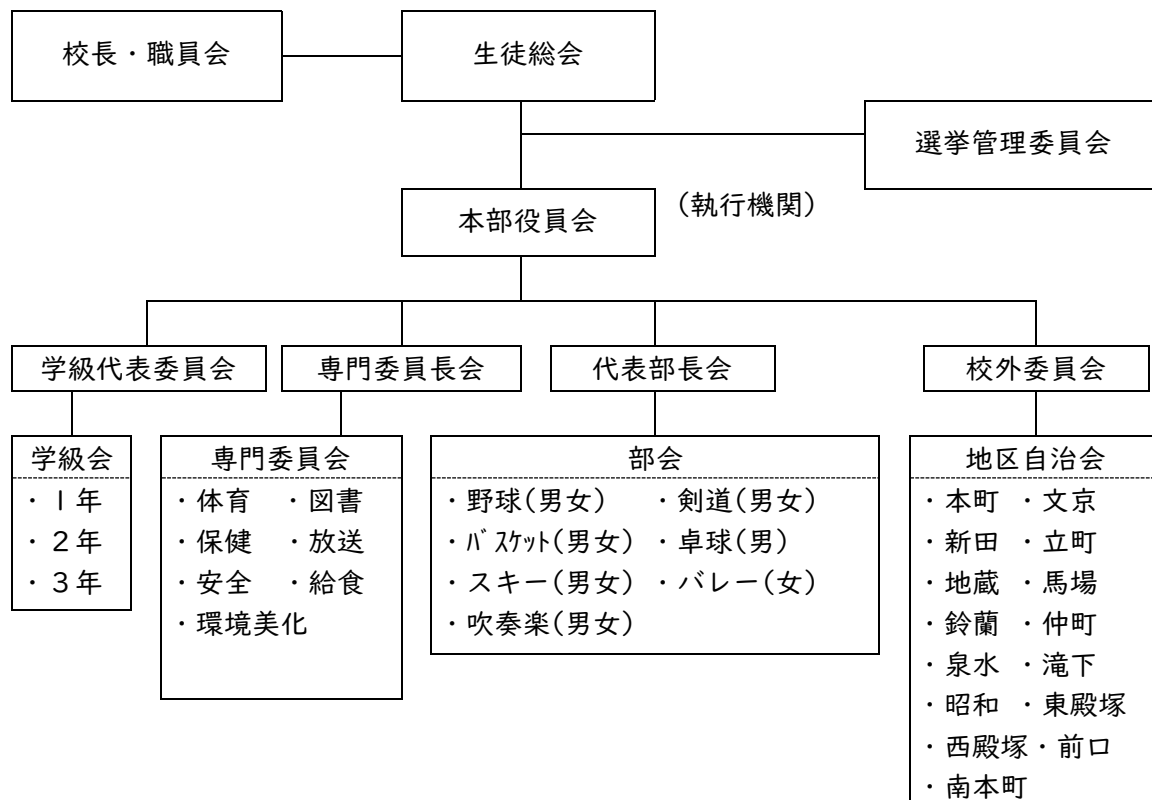 校長・職員会
生徒総会
選挙管理委員会
本部役員会
(執行機関)
学級代表委員会
専門委員長会
代表部長会
校外委員会
学級会
・1年
・2年
・3年
専門委員会
・体育 ・図書
・保健 ・放送
・安全 ・給食
・環境美化
部会
・野球(男女) ・剣道(男女)
・バスケット(男女) ・卓球(男)
・スキー(男女) ・バレー(女)
・吹奏楽(男女)
地区自治会
・本町 ・文京
・新田 ・立町
・地蔵 ・馬場
・鈴蘭 ・仲町
・泉水 ・滝下
・昭和 ・東殿塚
・西殿塚・前口
・南本町